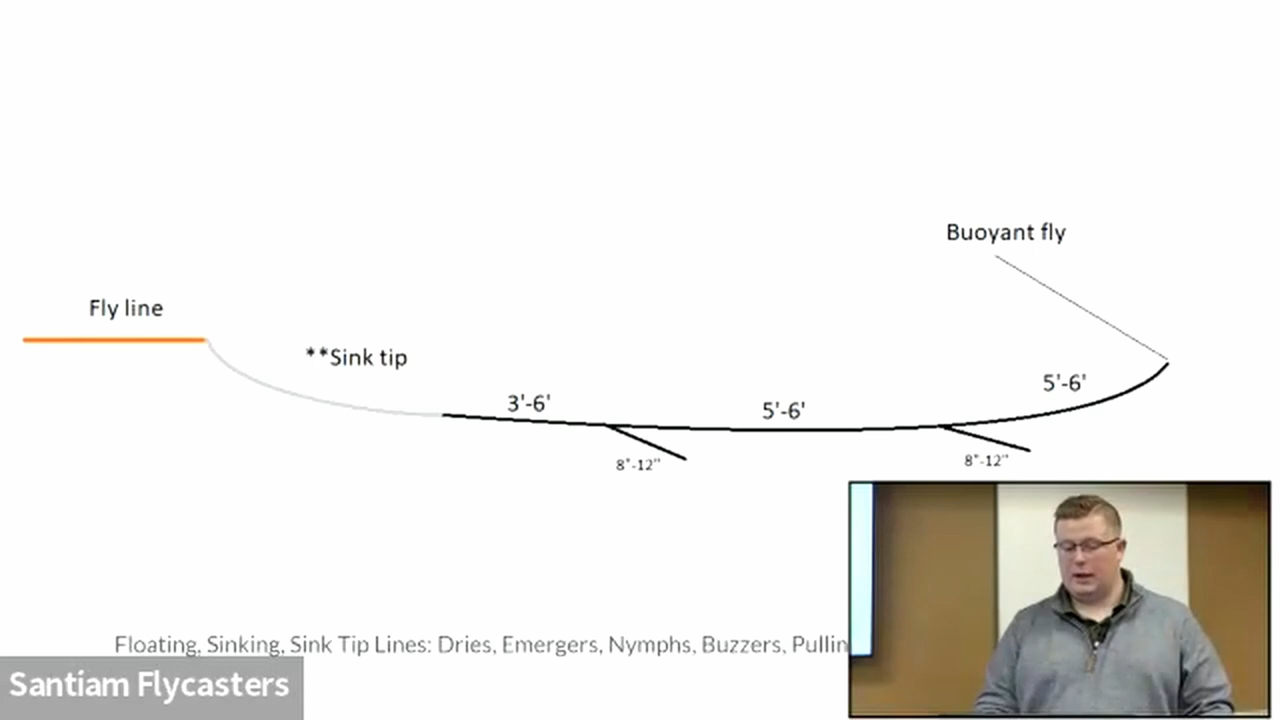 Buoyant fly
Fly line
**Sink tip
5'-6'
3'-6'
5'-6'
8"-12"
8"-12"
Floating, Sinking, Sink Tip Lines: Dries, Emergers, Nymphs, Buzzers, Pullin
Santiam Flycasters